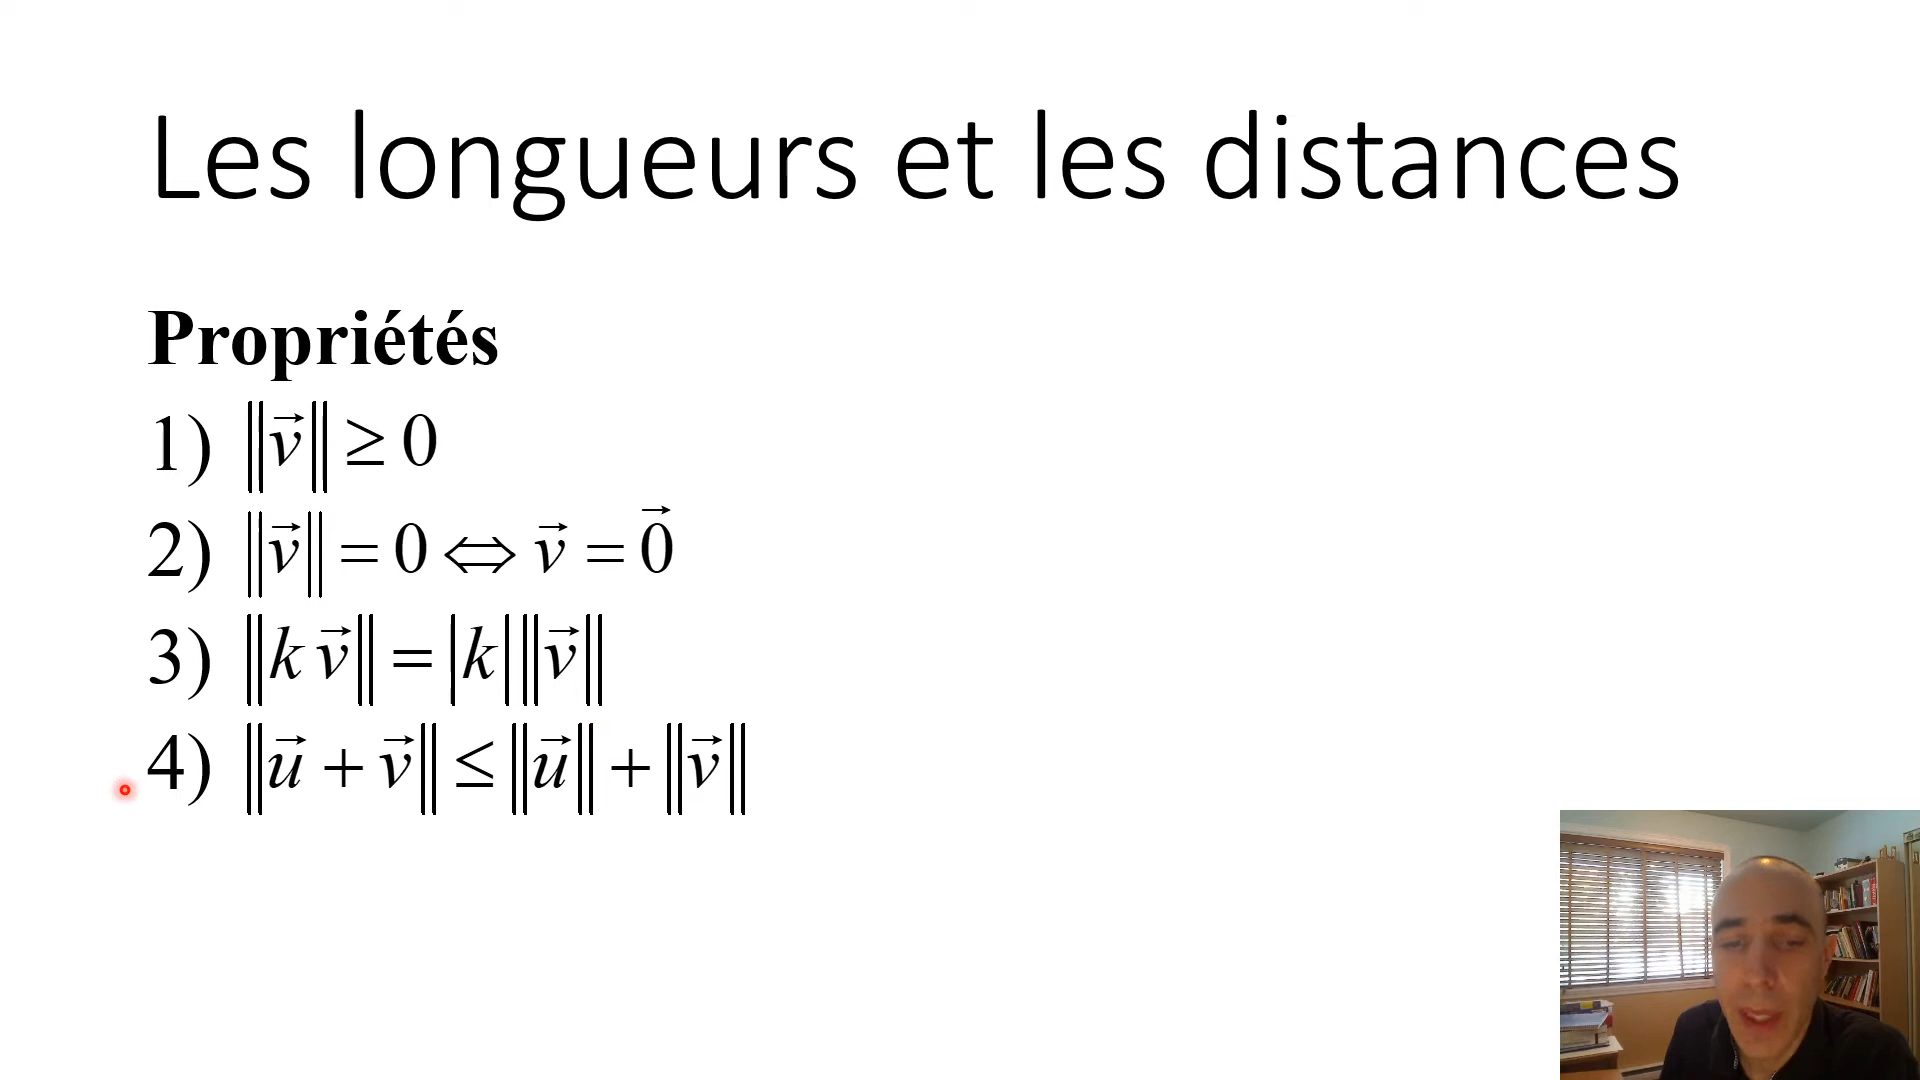 Les longueurs et les distances
Propriétés
1) ‖v⃗‖ ≥ 0
2) ‖v⃗‖ = 0 ⇔ v⃗ = 0⃗
3) ‖k v⃗‖ = |k|‖v⃗‖
4) ‖u⃗ + v⃗‖ ≤ ‖u⃗‖ + ‖v⃗‖